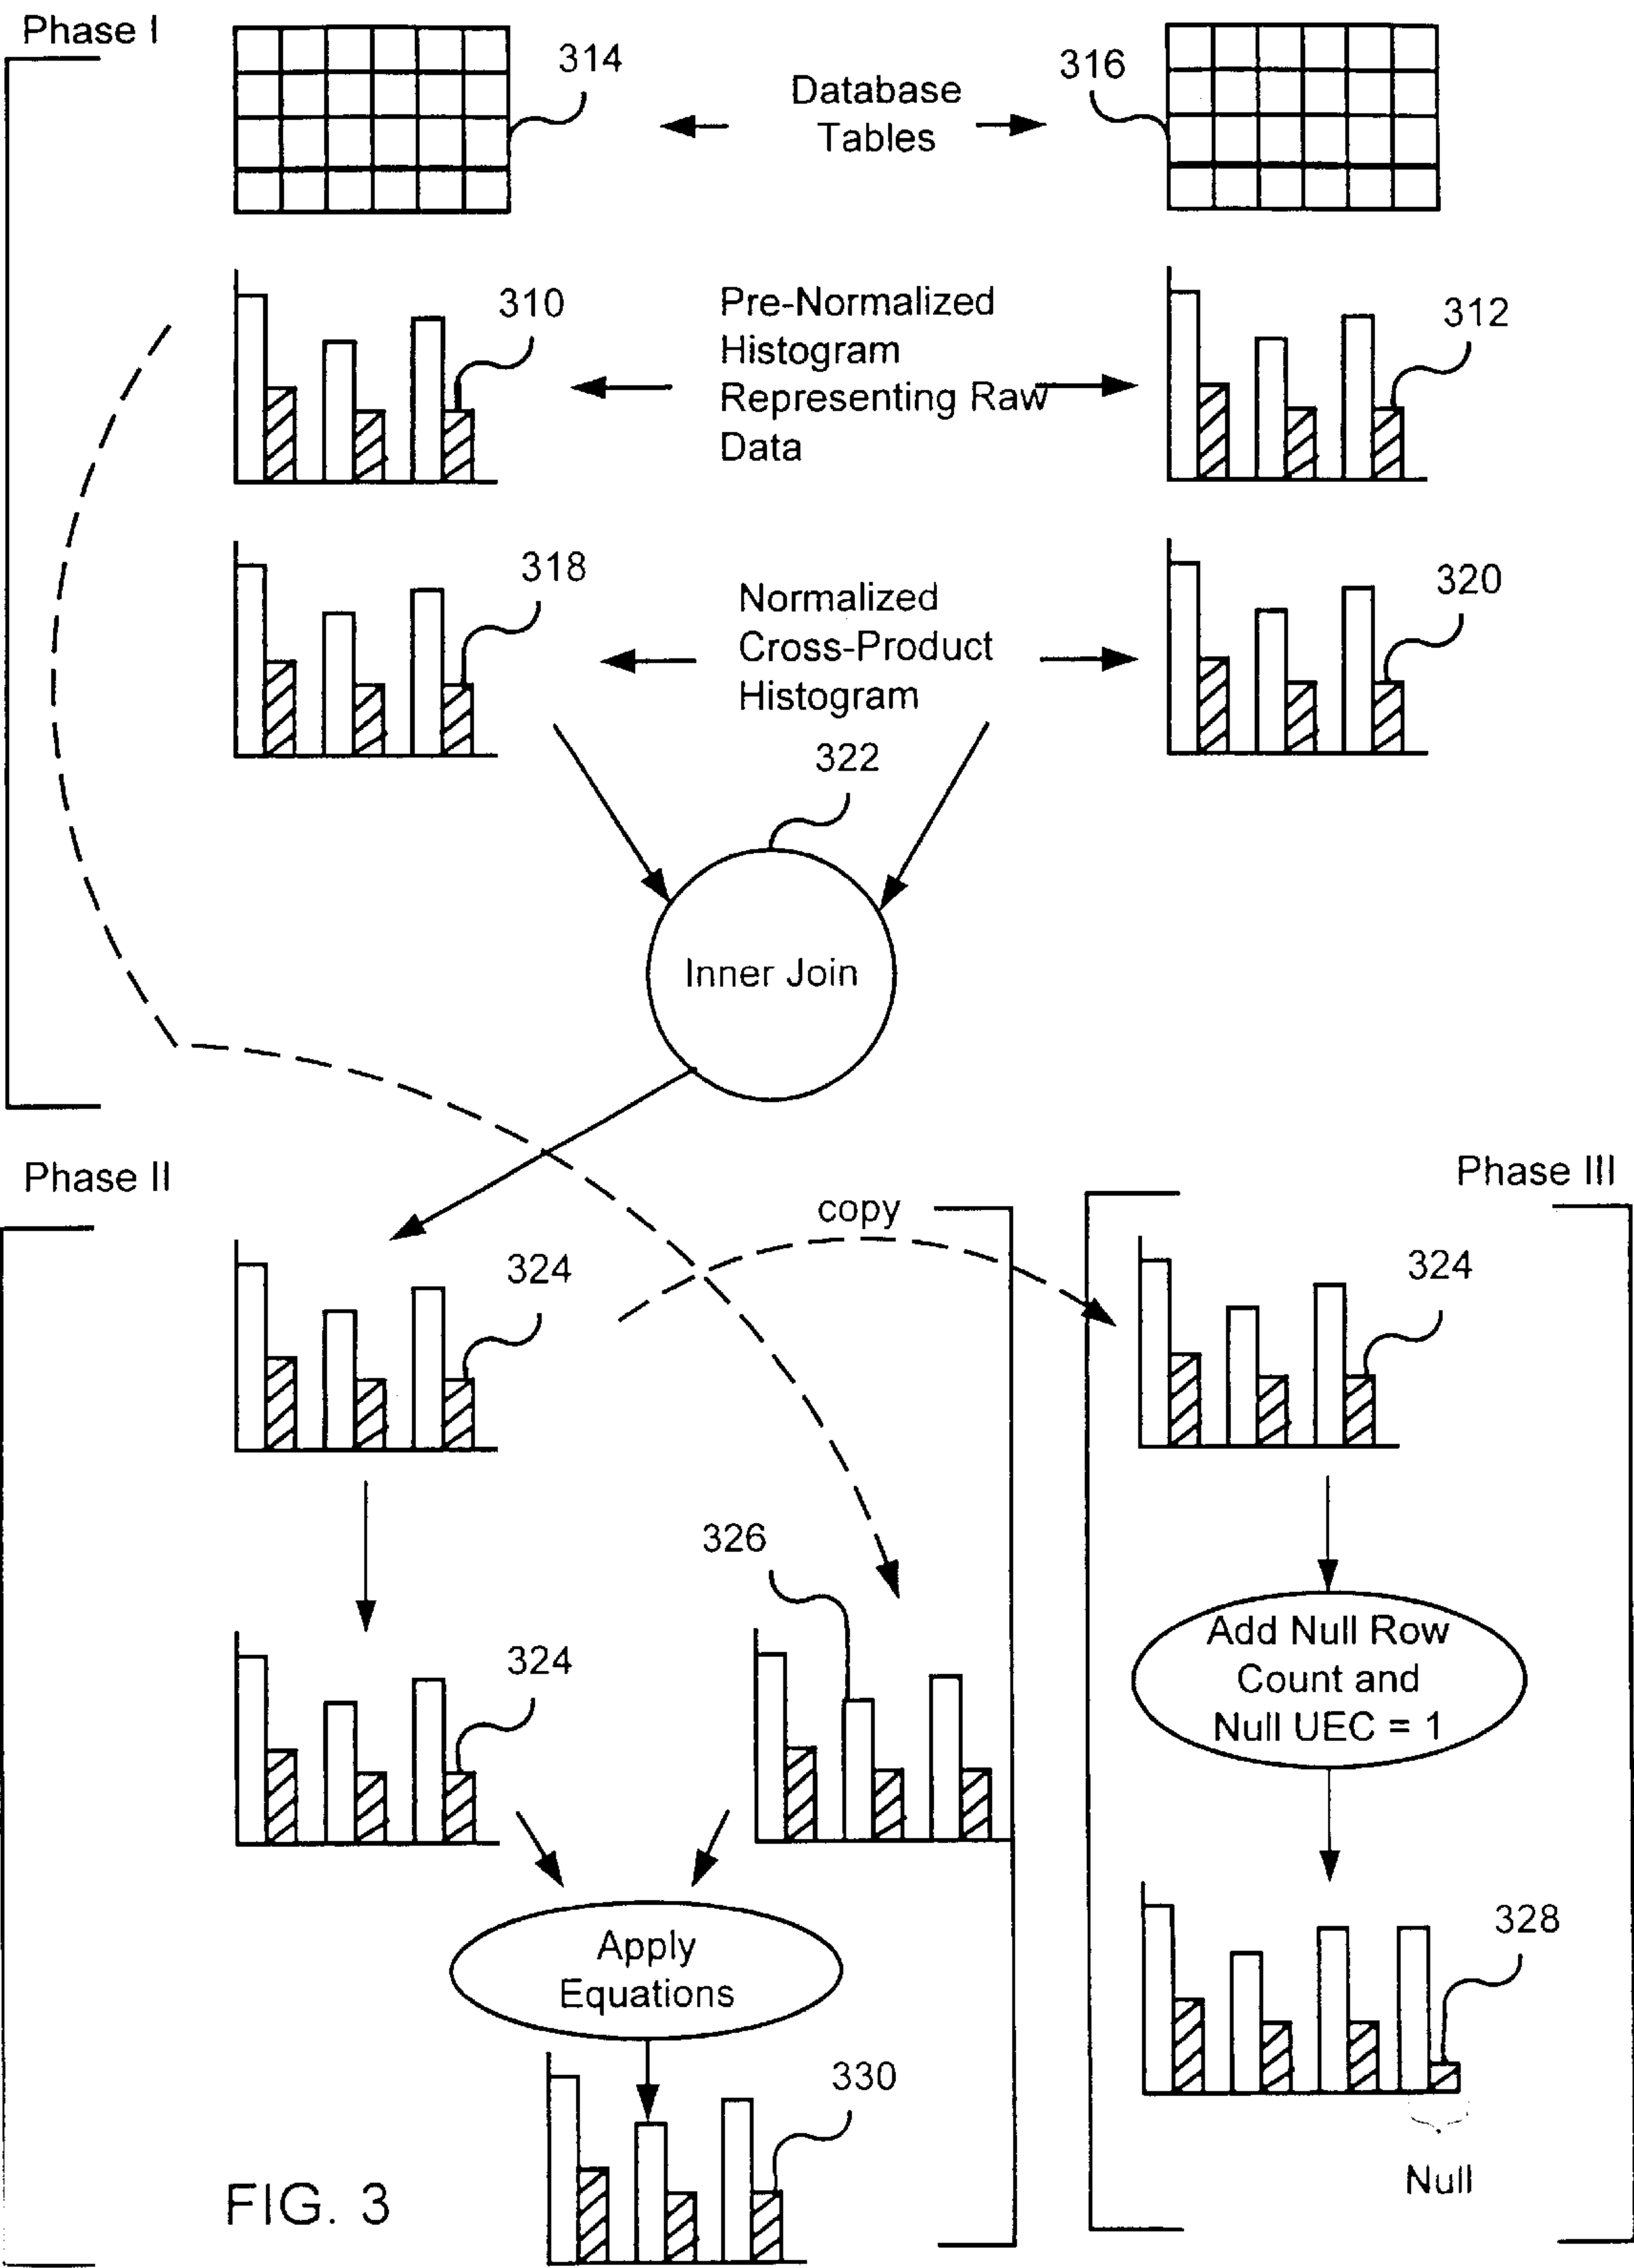 Phase I
314
Database
Tables
316
310
Pre-Normalized
Histogram
Representing Raw
Data
312
318
Normalized
Cross-Product
Histogram
320
322
Inner Join
Phase II
Phase III
copy
324
324
326
324
Add Null Row
Count and
Null UEC = 1
Apply
Equations
328
330
Null
FIG. 3